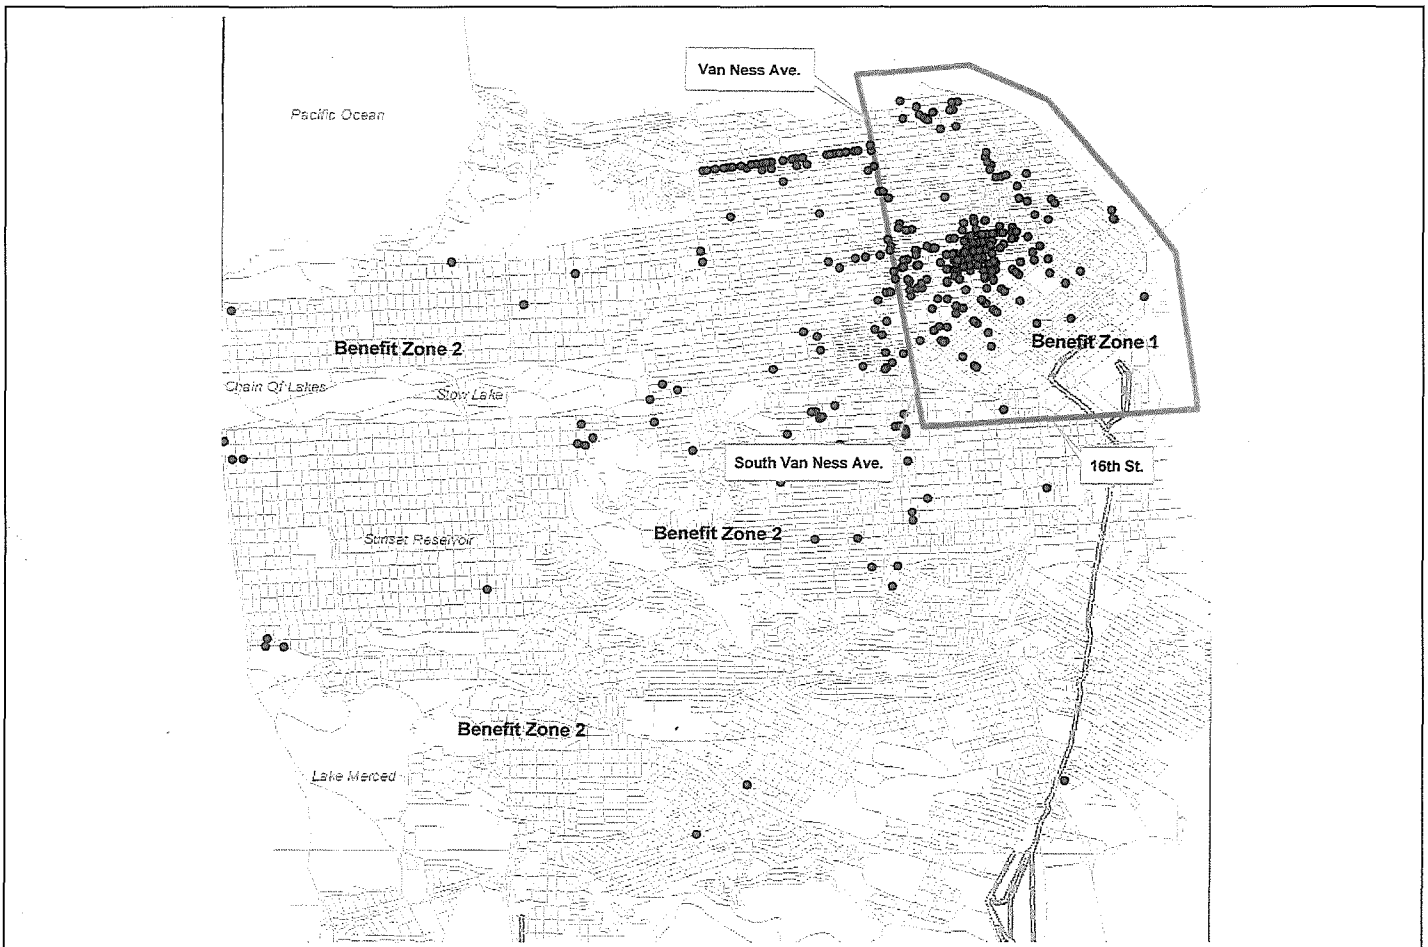 Van Ness Ave.
Pacific Ocean
Benefit Zone 2
Benefit Zone 1
Chain Of Lakes
Stow Lake
South Van Ness Ave.
16th St.
Benefit Zone 2
Sunset Reservoir
Benefit Zone 2
Lake Merced